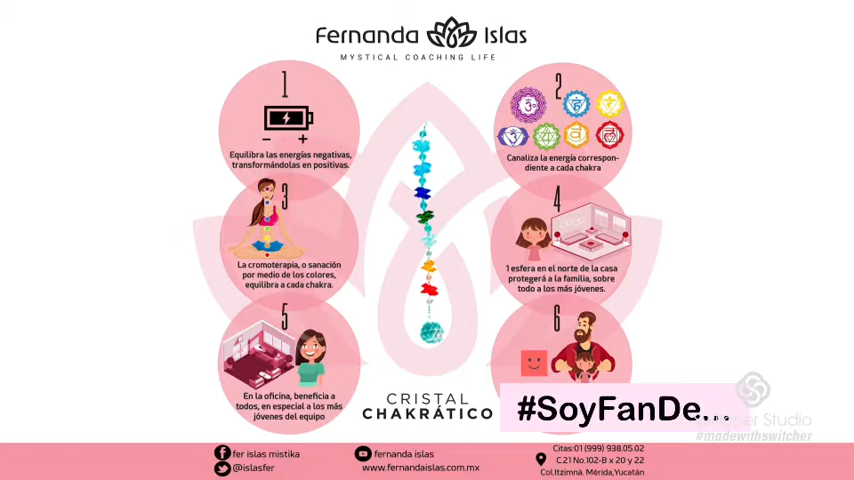 Fernanda Islas
MYSTICAL COACHING LIFE
1
Equilibra las energías negativas,
transformándolas en positivas.
2
Canaliza la energía correspon-
diente a cada chakra
3
La cromoterapia, o sanación
por medio de los colores,
equilibra a cada chakra.
4
1 esfera en el norte de la casa
protegerá a la familia, sobre
todo a los más jóvenes.
5
En la oficina, beneficia a
todos, en especial a los más
jóvenes del equipo
6
CRISTAL
CHAKRÁTICO
#SoyFanDe...
Studio
#madewithswitcher
fer islas mistika
@islasfer
fernanda islas
www.fernandaislas.com.mx
Citas:01 (999) 938.05.02
C.21 No.102-B x 20 y 22
Col.Itzimná. Mérida,Yucatán